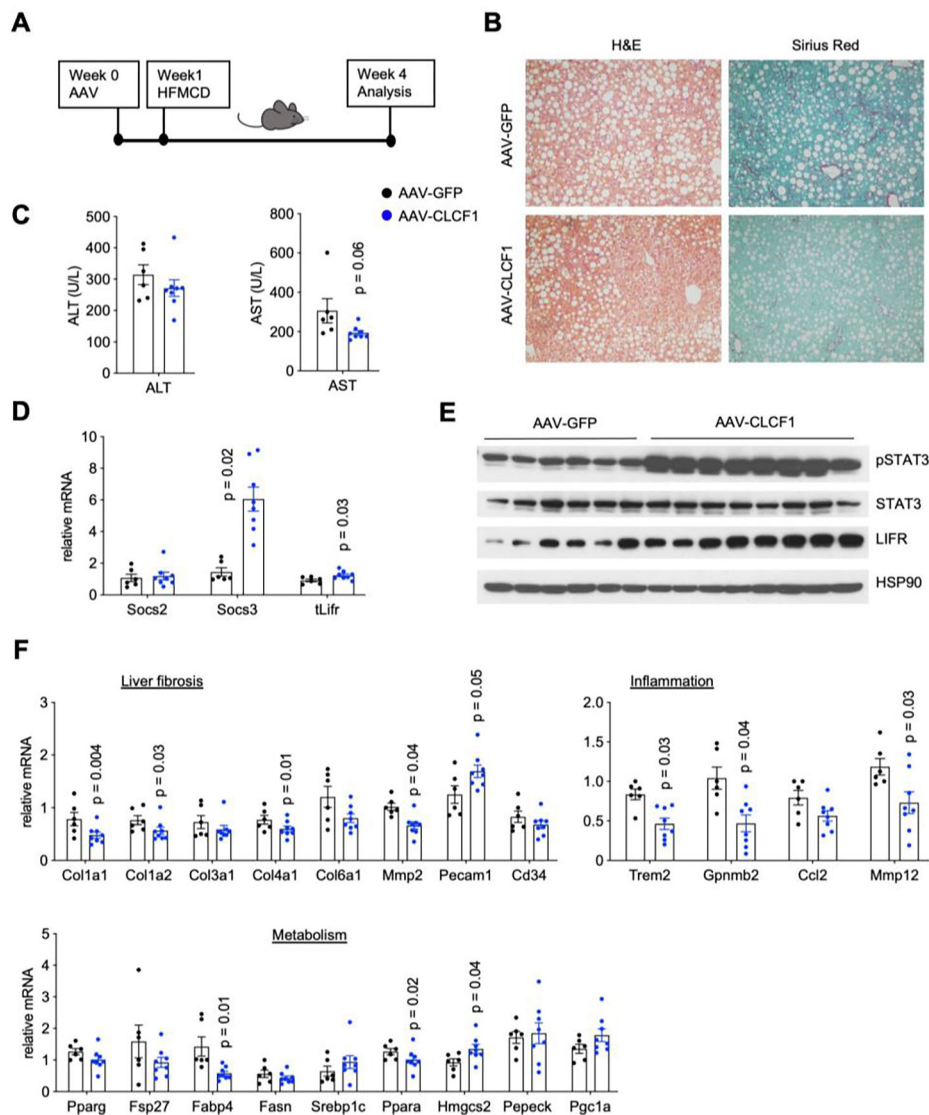 A
Week 0
AAV
Week1
HFMCD
Week 4
Analysis
B
H&E
Sirius Red
AAV-GFP
AAV-CLCF1
C
AAV-GFP
AAV-CLCF1
ALT (U/L)
500
400
300
200
100
0
ALT
AST (U/L)
800
600
400
200
0
p = 0.06
AST
D
relative mRNA
10
8
6
4
2
0
p = 0.02
p = 0.03
Socs2 Socs3 tLifr
E
AAV-GFP AAV-CLCF1
pSTAT3
STAT3
LIFR
HSP90
F
Liver fibrosis
relative mRNA
3
2
1
0
p = 0.004
p = 0.03
p = 0.01
p = 0.04
p = 0.05
Col1a1 Col1a2 Col3a1 Col4a1 Col6a1 Mmp2 Pecam1 Cd34
Inflammation
2.0
1.5
1.0
0.5
0.0
p = 0.03
p = 0.04
p = 0.03
Trem2 Gpnmb2 Ccl2 Mmp12
Metabolism
relative mRNA
5
4
3
2
1
0
p = 0.01
p = 0.02
p = 0.04
Pparg Fsp27 Fabp4 Fasn Srebp1c Ppara Hmgcs2 Pepeck Pgc1a